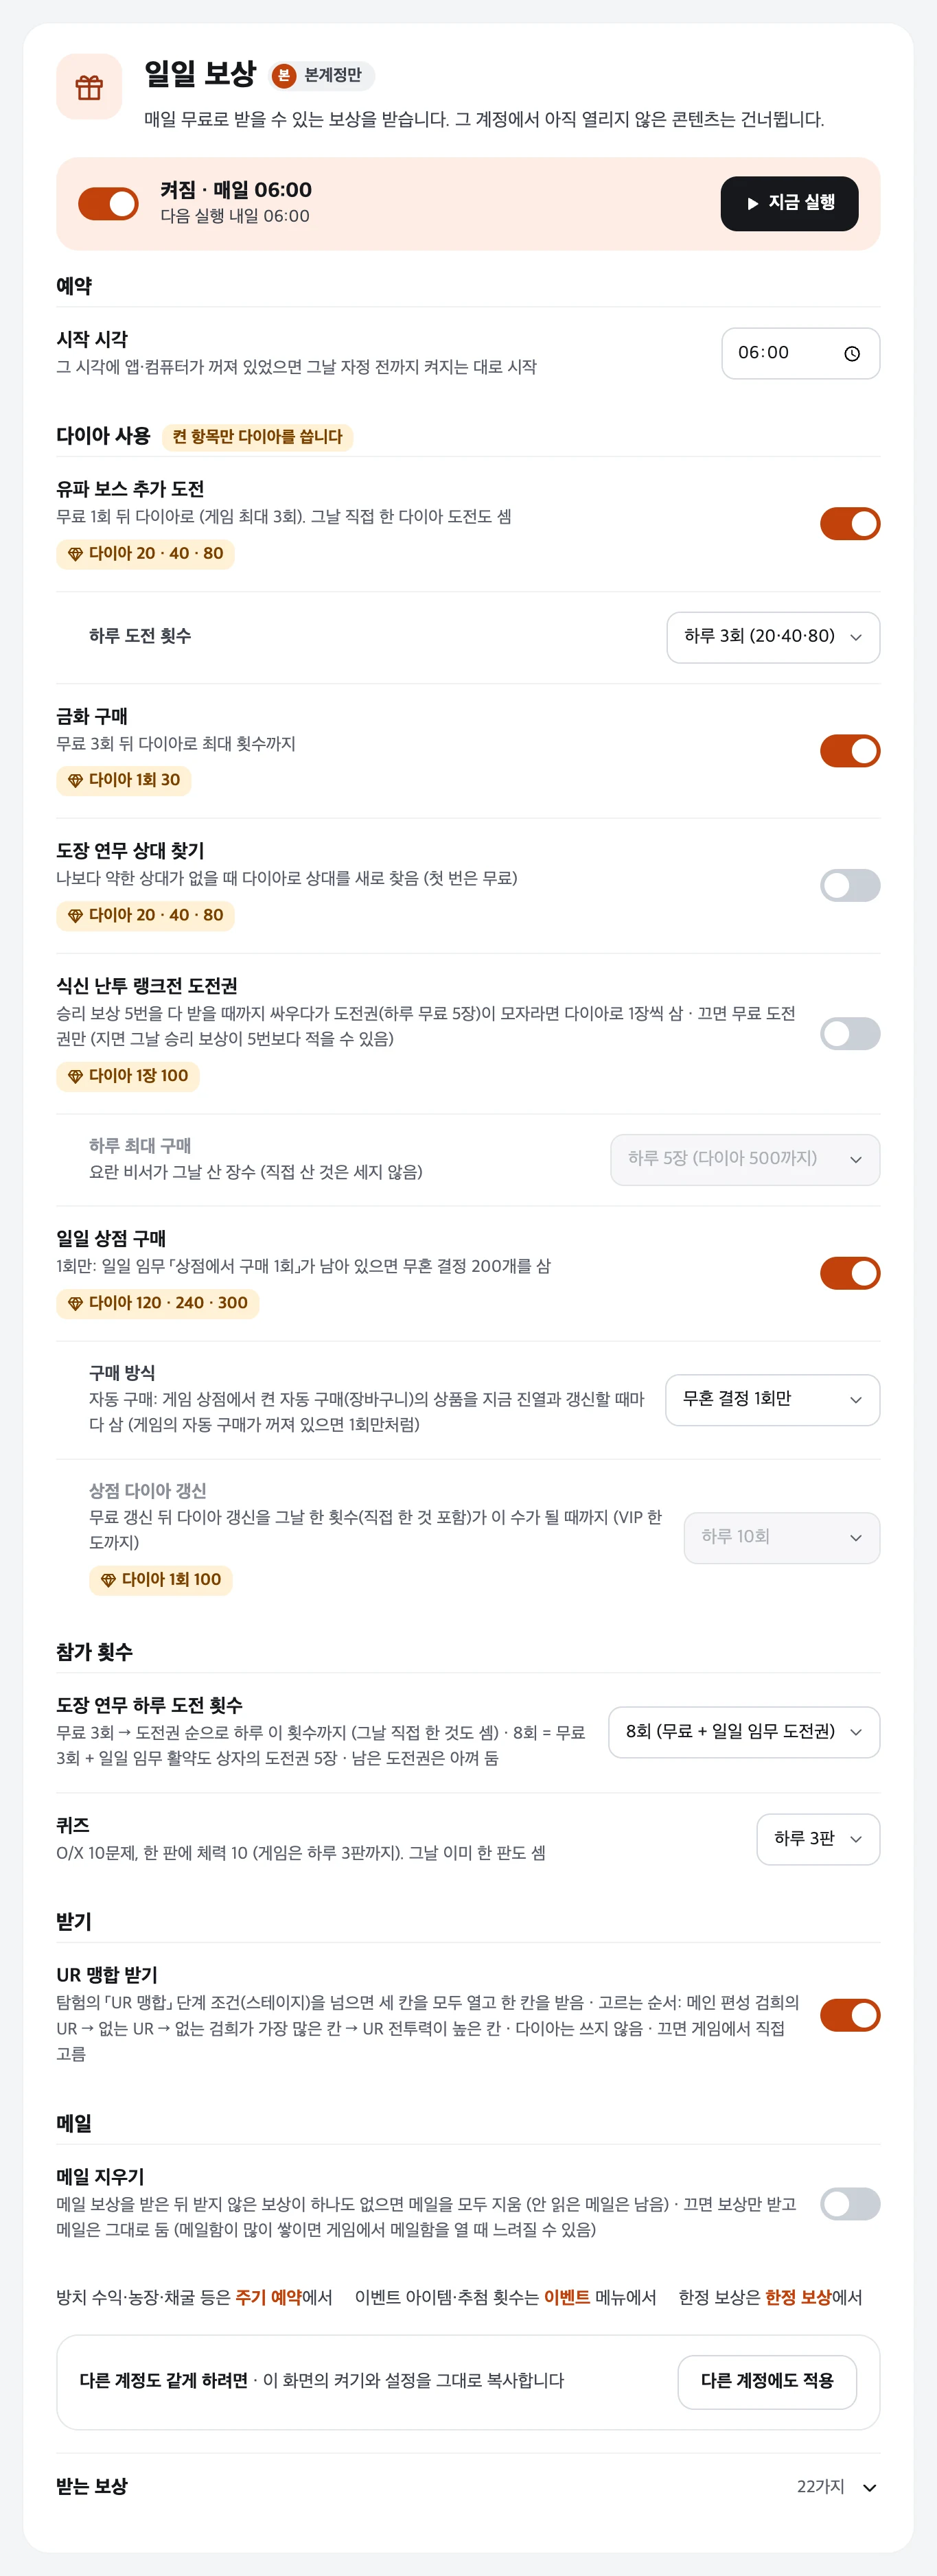 일일 보상 본 본계정만
매일 무료로 받을 수 있는 보상을 받습니다. 그 계정에서 아직 열리지 않은 콘텐츠는 건너뜁니다.
켜짐 · 매일 06:00
다음 실행 내일 06:00
지금 실행
예약
시작 시각
그 시각에 앱·컴퓨터가 꺼져 있었으면 그날 자정 전까지 켜지는 대로 시작
06:00
다이아 사용 켠 항목만 다이아를 씁니다
유파 보스 추가 도전
무료 1회 뒤 다이아로 (게임 최대 3회). 그날 직접 한 다이아 도전도 셈
다이아 20 · 40 · 80
하루 도전 횟수
하루 3회 (20·40·80)
금화 구매
무료 3회 뒤 다이아로 최대 횟수까지
다이아 1회 30
도장 연무 상대 찾기
나보다 약한 상대가 없을 때 다이아로 상대를 새로 찾음 (첫 번은 무료)
다이아 20 · 40 · 80
식신 난투 랭크전 도전권
승리 보상 5번을 다 받을 때까지 싸우다가 도전권(하루 무료 5장)이 모자라면 다이아로 1장씩 삼 · 끄면 무료 도전
권만 (지면 그날 승리 보상이 5번보다 적을 수 있음)
다이아 1장 100
하루 최대 구매
요란 비서가 그날 산 장수 (직접 산 것은 세지 않음)
하루 5장 (다이아 500까지)
일일 상점 구매
1회만: 일일 임무 「상점에서 구매 1회」가 남아 있으면 무혼 결정 200개를 삼
다이아 120 · 240 · 300
구매 방식
자동 구매: 게임 상점에서 켠 자동 구매(장바구니)의 상품을 지금 진열과 갱신할 때마
다 삼 (게임의 자동 구매가 꺼져 있으면 1회만처럼)
무혼 결정 1회만
상점 다이아 갱신
무료 갱신 뒤 다이아 갱신을 그날 한 횟수(직접 한 것 포함)가 이 수가 될 때까지 (VIP 한
도까지)
다이아 1회 100
하루 10회
참가 횟수
도장 연무 하루 도전 횟수
무료 3회 → 도전권 순으로 하루 이 횟수까지 (그날 직접 한 것도 셈) · 8회 = 무료
3회 + 일일 임무 활약도 상자의 도전권 5장 · 남은 도전권은 아껴 둠
8회 (무료 + 일일 임무 도전권)
퀴즈
O/X 10문제, 한 판에 체력 10 (게임은 하루 3판까지). 그날 이미 한 판도 셈
하루 3판
받기
UR 맹합 받기
탐험의 「UR 맹합」 단계 조건(스테이지)을 넘으면 세 칸을 모두 열고 한 칸을 받음 · 고르는 순서: 메인 편성 검희의
UR → 없는 UR → 없는 검희가 가장 많은 칸 → UR 전투력이 높은 칸 · 다이아는 쓰지 않음 · 끄면 게임에서 직접
고름
메일
메일 지우기
메일 보상을 받은 뒤 받지 않은 보상이 하나도 없으면 메일을 모두 지움 (안 읽은 메일은 남음) · 끄면 보상만 받고
메일은 그대로 둠 (메일함이 많이 쌓이면 게임에서 메일함을 열 때 느려질 수 있음)
방치 수익·농장·채굴 등은 주기 예약에서 이벤트 아이템·추첨 횟수는 이벤트 메뉴에서 한정 보상은 한정 보상에서
다른 계정도 같게 하려면 · 이 화면의 켜기와 설정을 그대로 복사합니다
다른 계정에도 적용
받는 보상
22가지